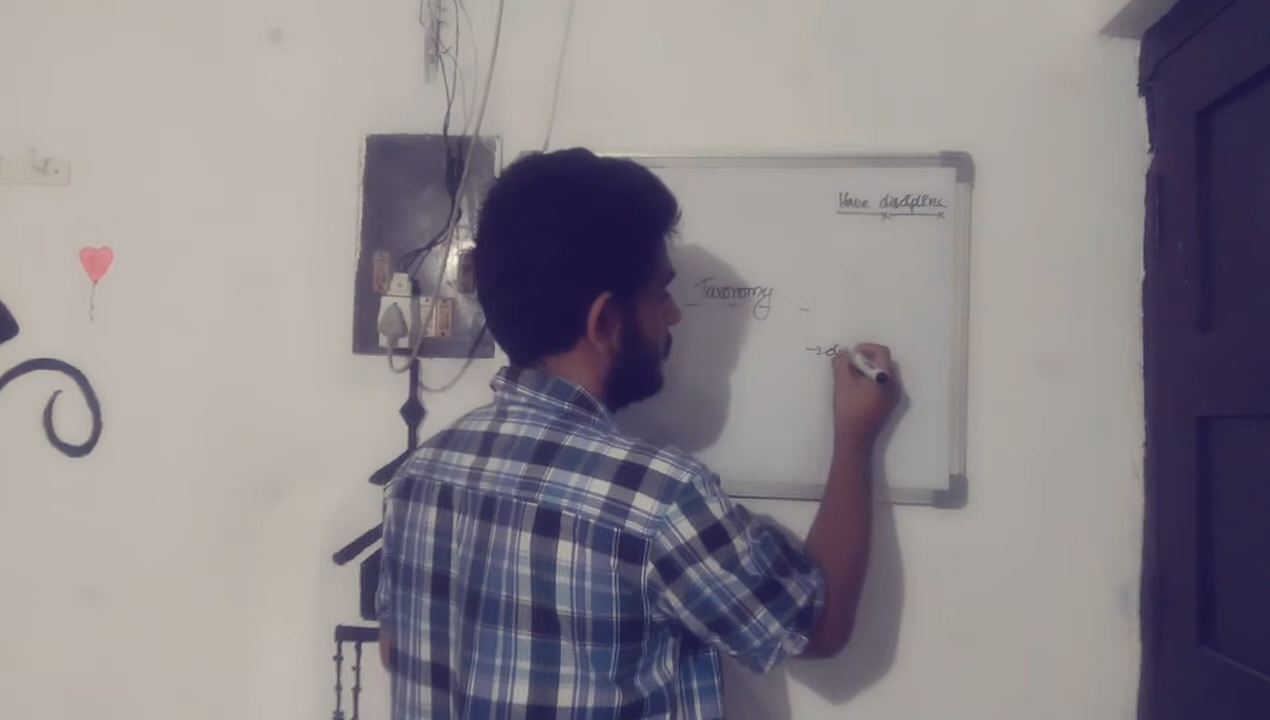 Have discipline
Taxonomy -
→